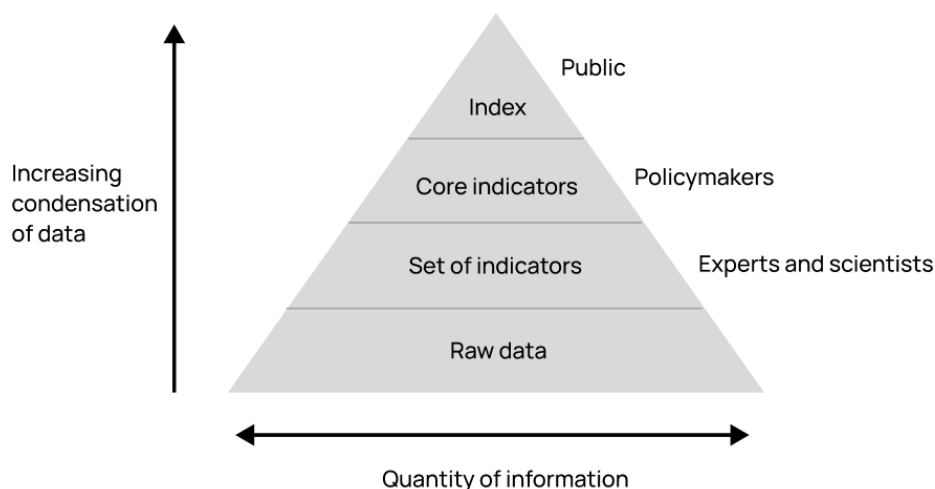 Public
Index
Increasing
condensation
of data
Core indicators
Policymakers
Set of indicators
Experts and scientists
Raw data
Quantity of information